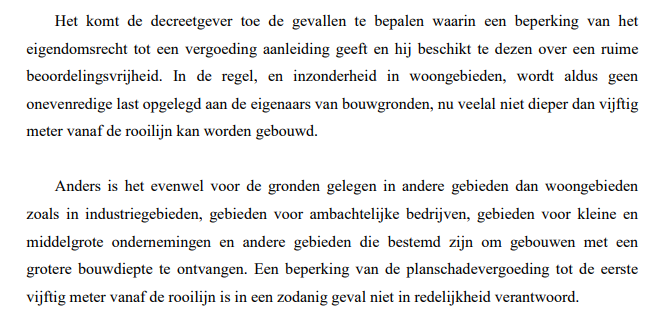 Het komt de decreetgever toe de gevallen te bepalen waarin een beperking van het
eigendomsrecht tot een vergoeding aanleiding geeft en hij beschikt te dezen over een ruime
beoordelingsvrijheid. In de regel, en inzonderheid in woongebieden, wordt aldus geen
onevenredige last opgelegd aan de eigenaars van bouwgronden, nu veelal niet dieper dan vijftig
meter vanaf de rooilijn kan worden gebouwd.
Anders is het evenwel voor de gronden gelegen in andere gebieden dan woongebieden
zoals in industriegebieden, gebieden voor ambachtelijke bedrijven, gebieden voor kleine en
middelgrote ondernemingen en andere gebieden die bestemd zijn om gebouwen met een
grotere bouwdiepte te ontvangen. Een beperking van de planschadevergoeding tot de eerste
vijftig meter vanaf de rooilijn is in een zodanig geval niet in redelijkheid verantwoord.